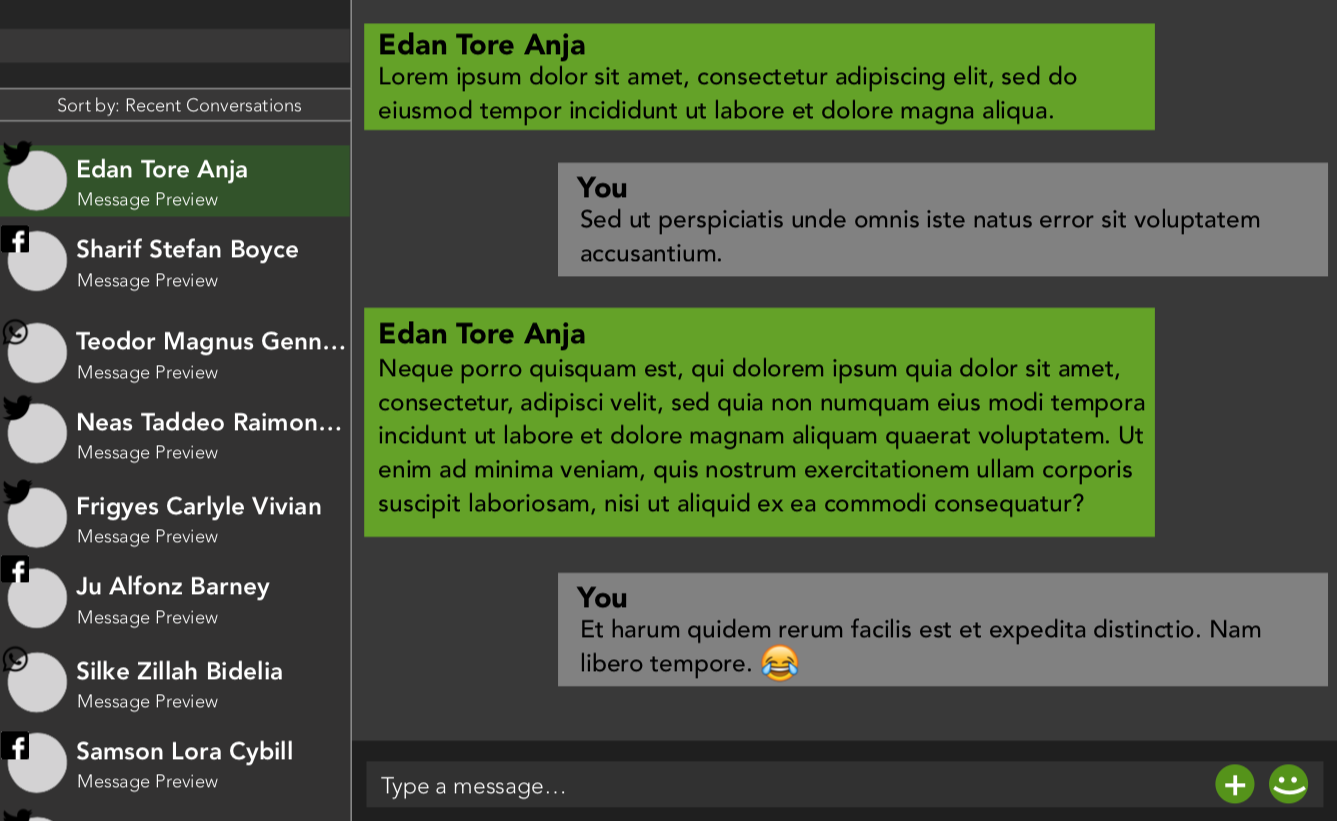 Sort by: Recent Conversations
Edan Tore Anja
Message Preview
Sharif Stefan Boyce
Message Preview
Teodor Magnus Genn...
Message Preview
Neas Taddeo Raimon...
Message Preview
Frigyes Carlyle Vivian
Message Preview
Ju Alfonz Barney
Message Preview
Silke Zillah Bidelia
Message Preview
Samson Lora Cybill
Message Preview
Edan Tore Anja
Lorem ipsum dolor sit amet, consectetur adipiscing elit, sed do
eiusmod tempor incididunt ut labore et dolore magna aliqua.
You
Sed ut perspiciatis unde omnis iste natus error sit voluptatem
accusantium.
Edan Tore Anja
Neque porro quisquam est, qui dolorem ipsum quia dolor sit amet,
consectetur, adipisci velit, sed quia non numquam eius modi tempora
incidunt ut labore et dolore magnam aliquam quaerat voluptatem. Ut
enim ad minima veniam, quis nostrum exercitationem ullam corporis
suscipit laboriosam, nisi ut aliquid ex ea commodi consequatur?
You
Et harum quidem rerum facilis est et expedita distinctio. Nam
libero tempore. 😂
Type a message...